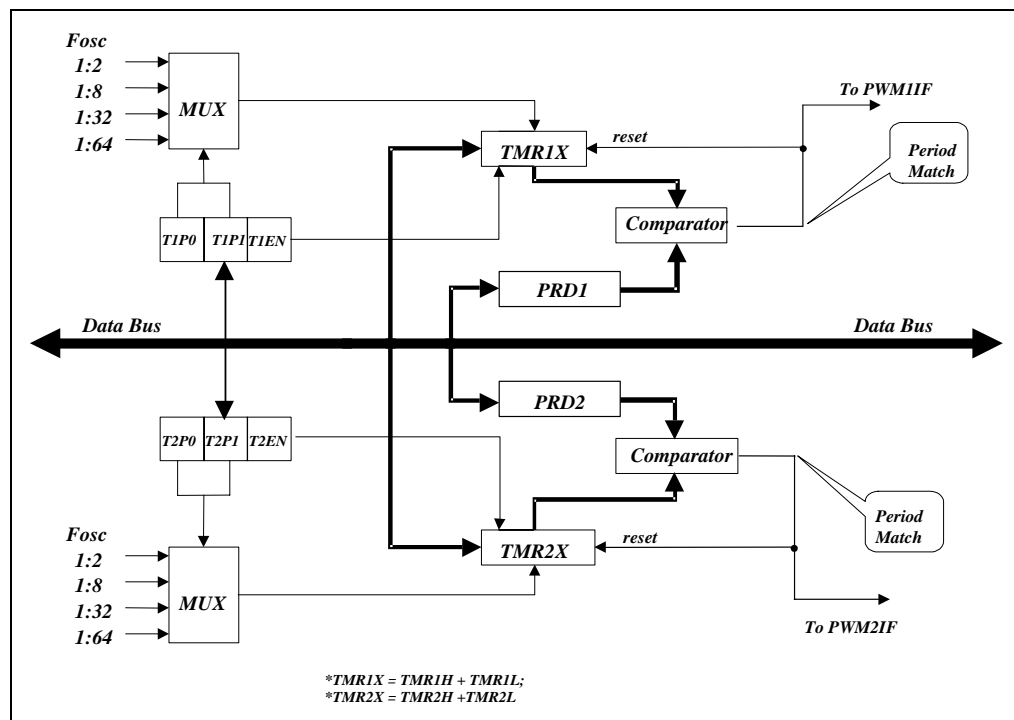 Fosc
1:2
1:8
1:32
1:64
MUX
To PWM1IF
reset
TMR1X
Period
Match
T1P0 T1P1 T1EN
Comparator
PRD1
Data Bus
Data Bus
PRD2
T2P0 T2P1 T2EN
Comparator
Period
Match
Fosc
1:2
1:8
1:32
1:64
MUX
TMR2X
reset
To PWM2IF
*TMR1X = TMR1H + TMR1L;
*TMR2X = TMR2H +TMR2L